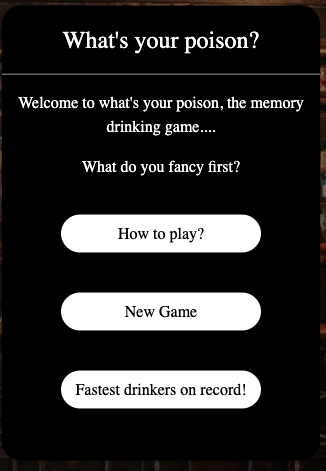 What's your poison?
Welcome to what's your poison, the memory
drinking game....
What do you fancy first?
How to play?
New Game
Fastest drinkers on record!